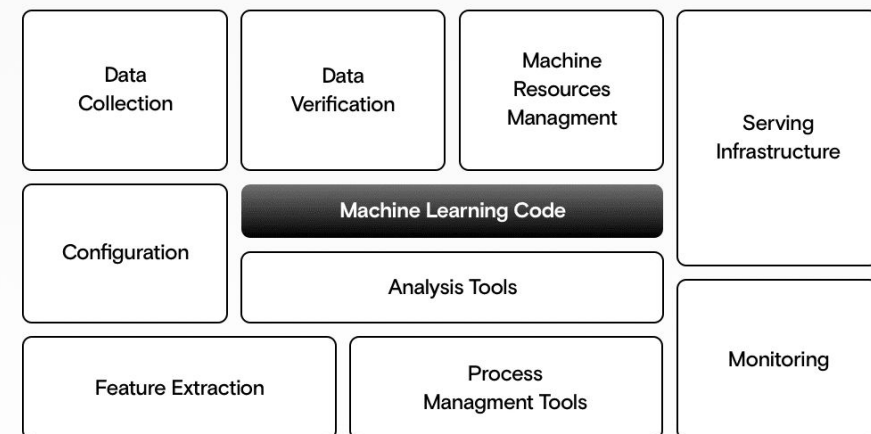 Data
Collection
Data
Verification
Machine
Resources
Managment
Serving
Infrastructure
Configuration
Machine Learning Code
Analysis Tools
Feature Extraction
Process
Managment Tools
Monitoring